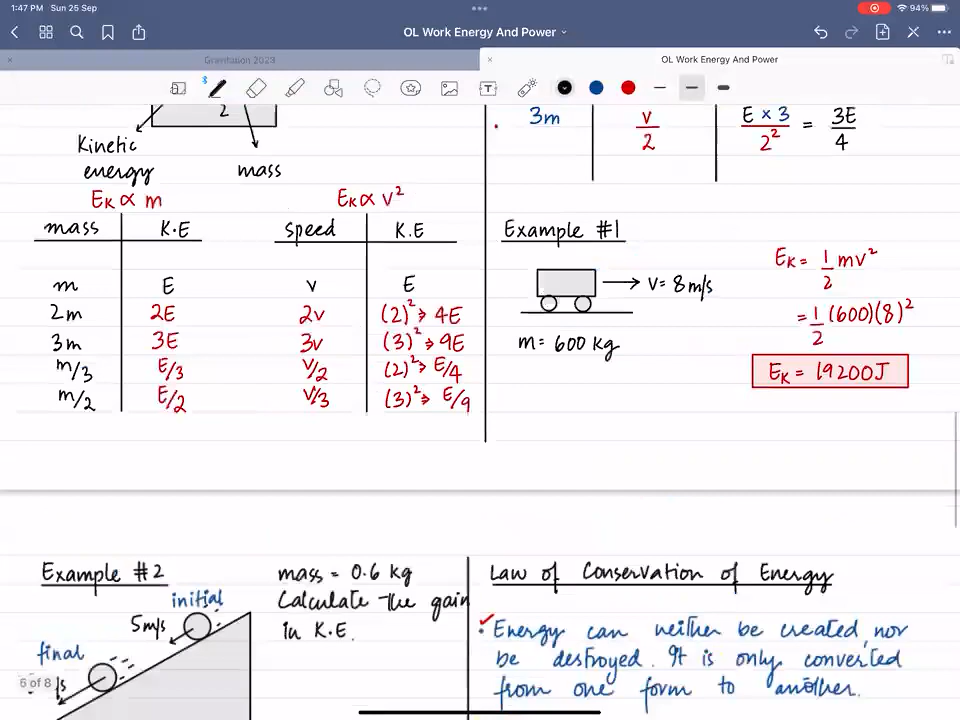 1:47 PM Sun 25 Sep
94%
OL Work Energy And Power
Orientation 2023
OL Work Energy And Power
2
Kinetic energy
mass
EK ∝ m
EK ∝ v²
mass K.E
m E
2m 2E
3m 3E
m/3 E/3
m/2 E/2
speed K.E
v E
2v (2)² → 4E
3v (3)² → 9E
v/2 (2)² → E/4
v/3 (3)² → E/9
3m v/2 E × 3/2² = 3E/4
Example #1
v = 8 m/s
m = 600 kg
EK = 1/2 mv²
= 1/2 (600)(8)²
EK = 19200J
Example #2
initial
5m/s
final
mass = 0.6 kg
Calculate the gain
in K.E.
6 of 8
Law of Conservation of Energy
• Energy can neither be created, nor
be destroyed. It is only converted
from one form to another.